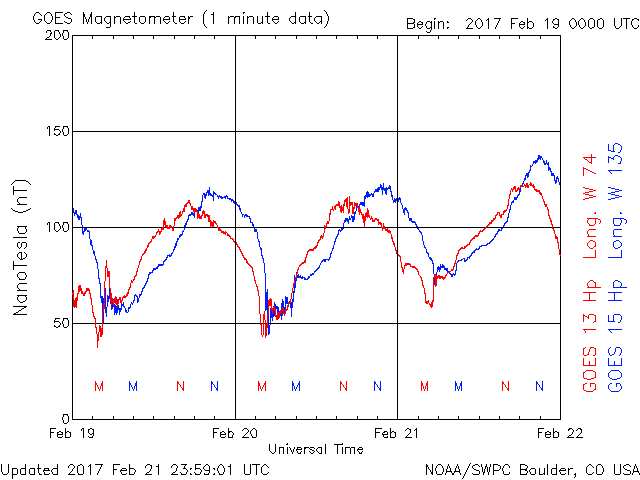 GOES Magnetometer (1 minute data)
Begin: 2017 Feb 19 0000 UTC
200
150
100
50
0
NanoTesla (nT)
M M N N M M N N M M N N
Feb 19 Feb 20 Feb 21 Feb 22
Universal Time
GOES 13 Hp Long. W 74
GOES 15 Hp Long. W 135
Updated 2017 Feb 21 23:59:01 UTC
NOAA/SWPC Boulder, CO USA